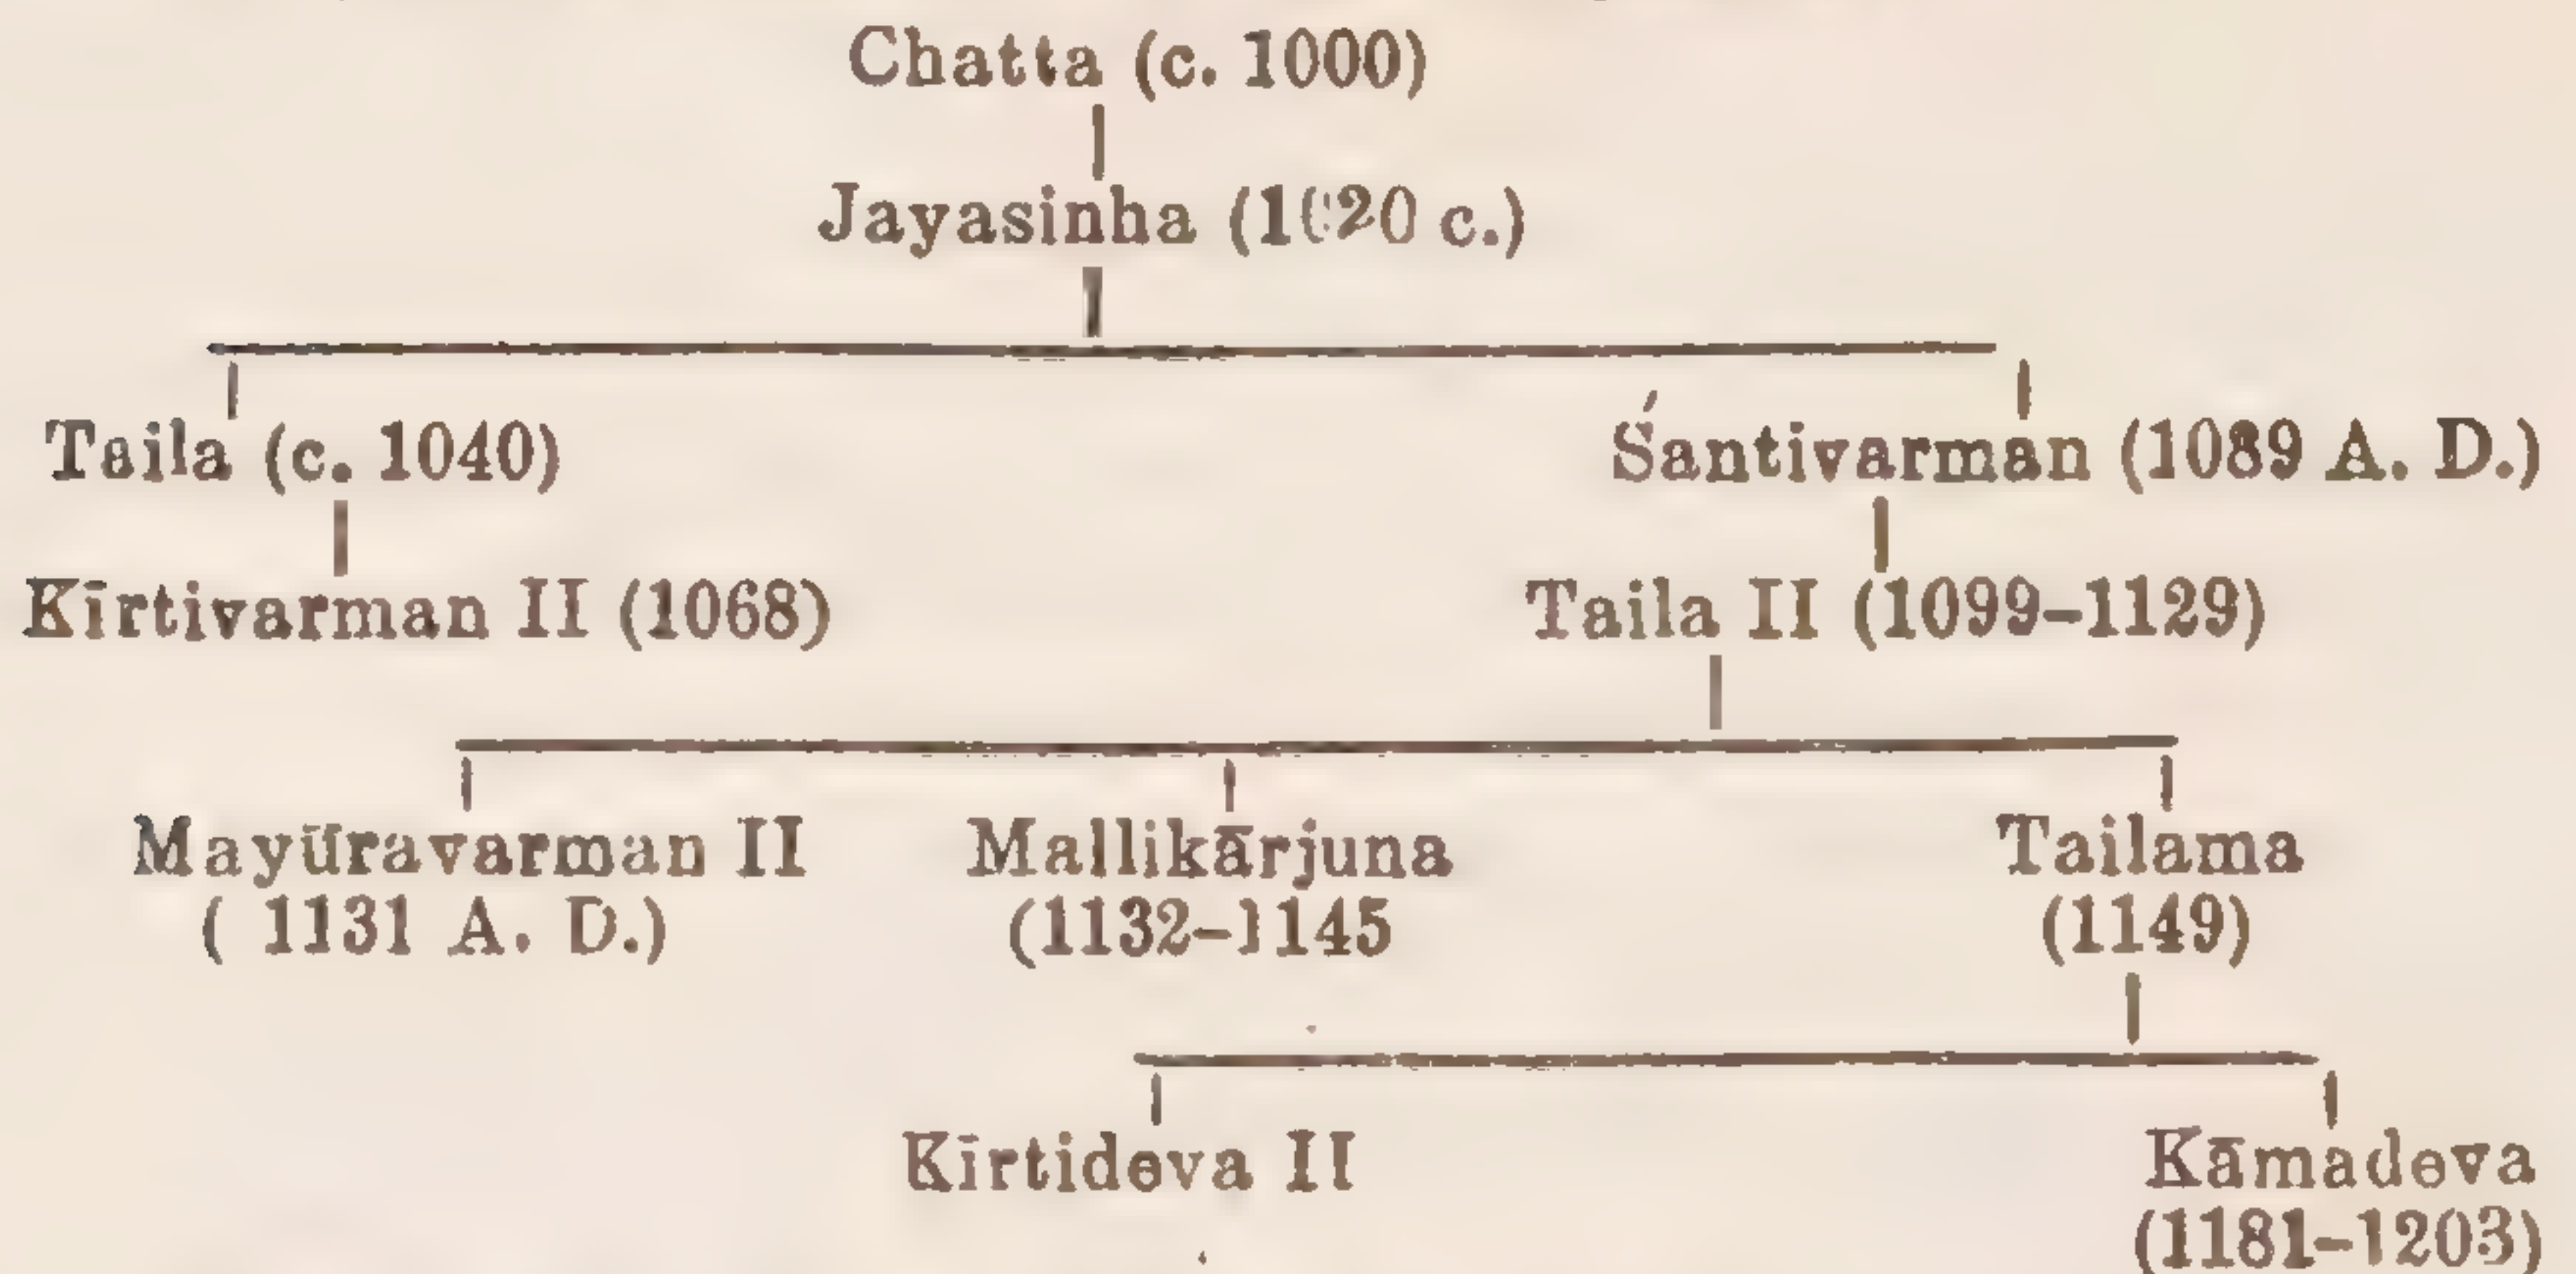 Chatta (c. 1000)
Jayasinha (1020 c.)
Taila (c. 1040) Śantivarman (1089 A. D.)
Kīrtivarman II (1068) Taila II (1099–1129)
Mayūravarman II Mallikārjuna Tailama
( 1131 A. D.) (1132–1145 (1149)
Kīrtideva II Kāmadeva
(1181–1203)